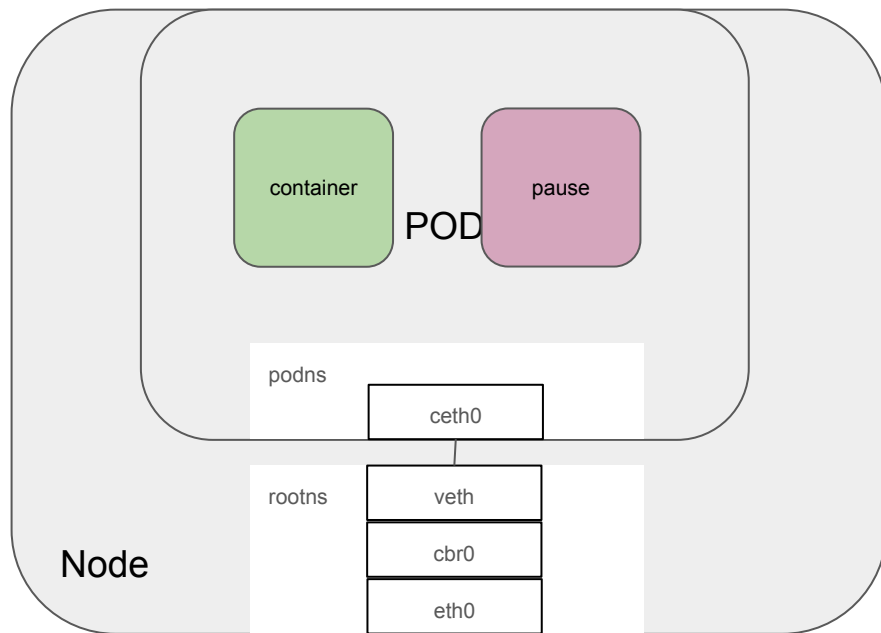 container
pause
POD
podns
ceth0
rootns
veth
cbr0
Node
eth0